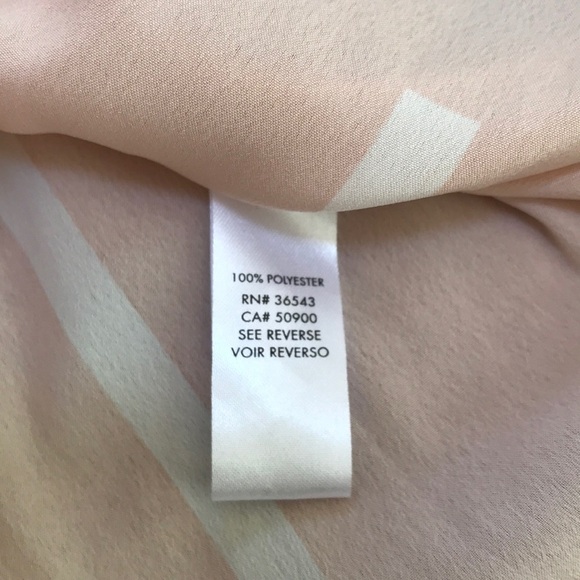 100% POLYESTER
RN# 36543
CA# 50900
SEE REVERSE
VOIR REVERSO